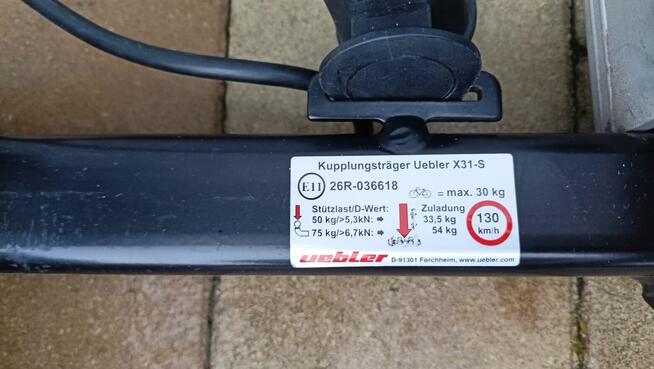 Kupplungsträger Uebler X31-S
E11 26R-036618 = max. 30 kg
Stützlast/D-Wert: Zuladung
50 kg/>5,3kN: 33,5 kg
75 kg/>6,7kN: 54 kg
130 km/h
uebler D-91301 Forchheim, www.uebler.com